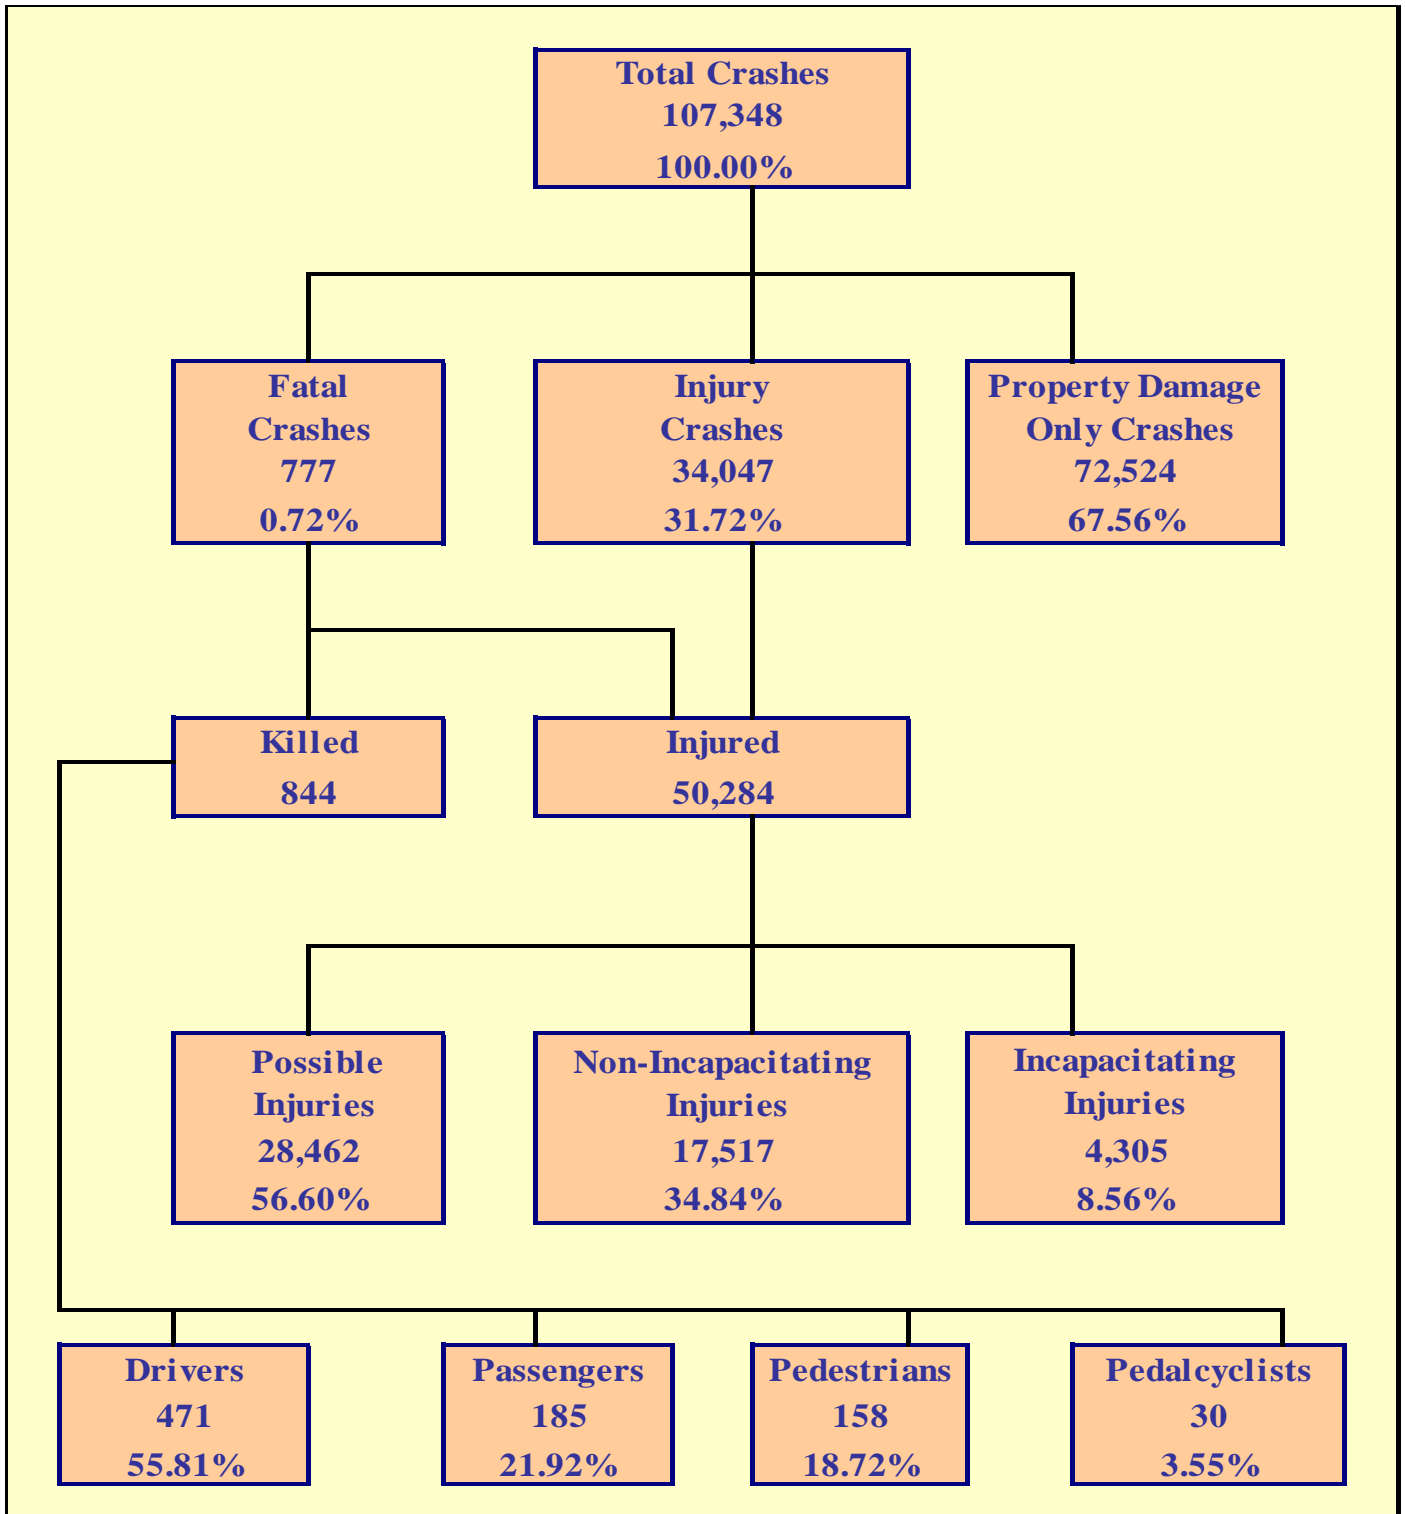 Total Crashes
107,348
100.00%
Fatal
Crashes
777
0.72%
Injury
Crashes
34,047
31.72%
Property Damage
Only Crashes
72,524
67.56%
Killed
844
Injured
50,284
Possible
Injuries
28,462
56.60%
Non-Incapacitating
Injuries
17,517
34.84%
Incapacitating
Injuries
4,305
8.56%
Drivers
471
55.81%
Passengers
185
21.92%
Pedestrians
158
18.72%
Pedalcyclists
30
3.55%